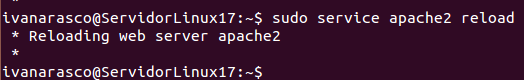 *
ivanarasco@ServidorLinux17:~$ sudo service apache2 reload
* Reloading web server apache2
*
ivanarasco@ServidorLinux17:~$